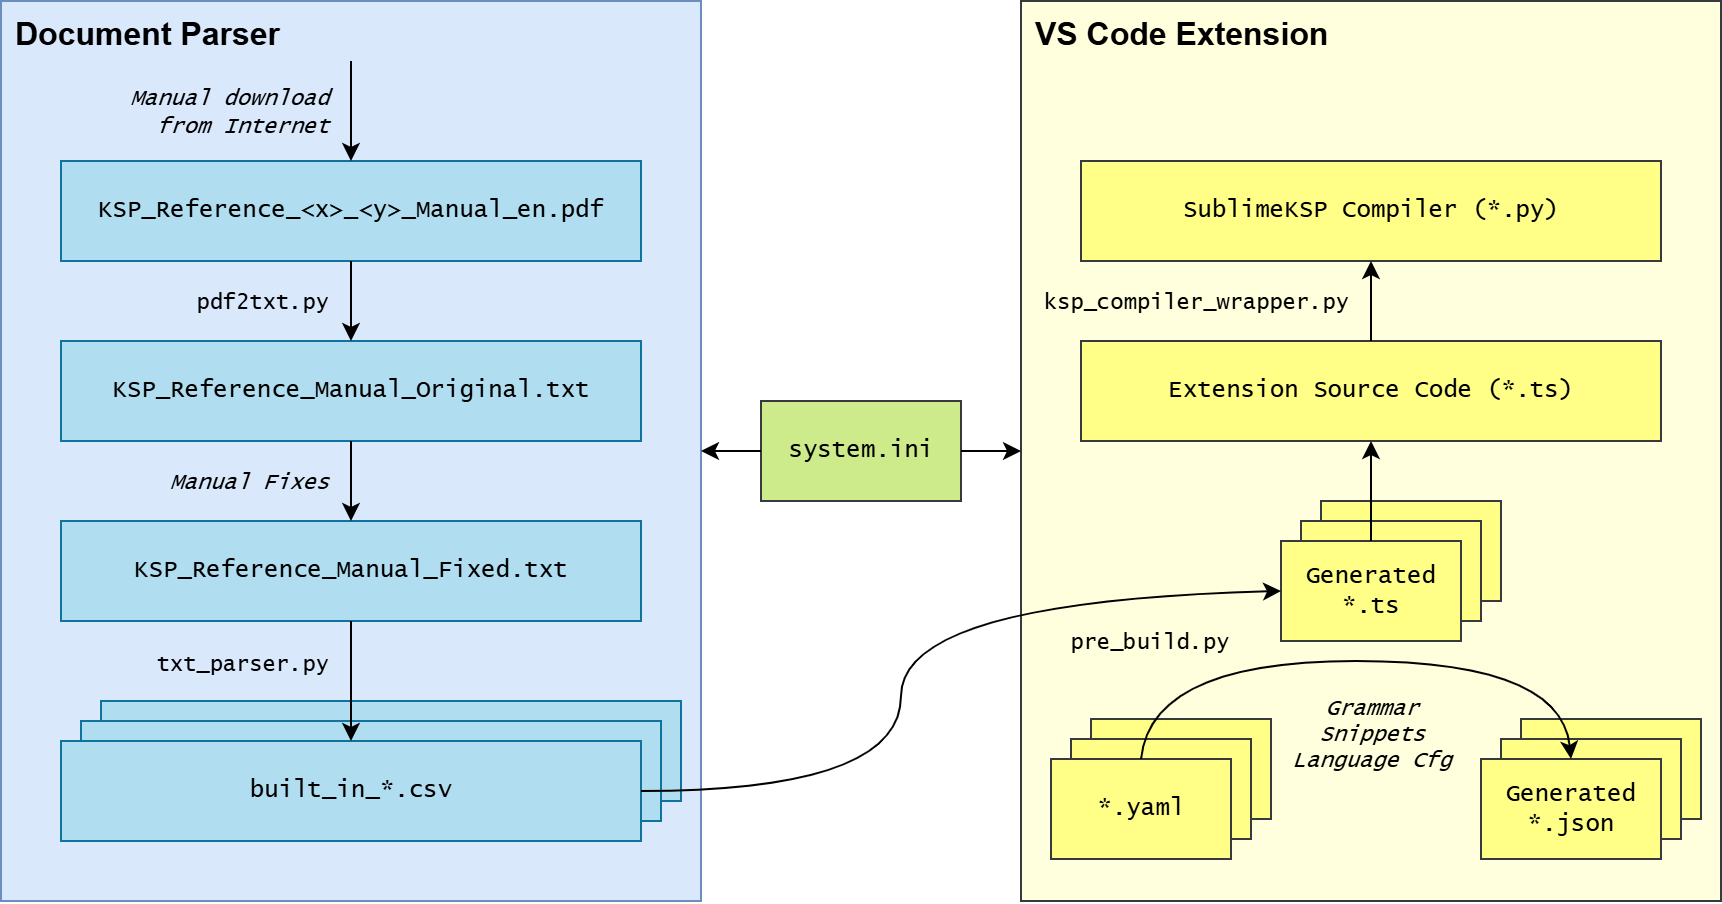 Document Parser
Manual download
from Internet
KSP_Reference_<x>_<y>_Manual_en.pdf
pdf2txt.py
KSP_Reference_Manual_Original.txt
Manual Fixes
KSP_Reference_Manual_Fixed.txt
txt_parser.py
built_in_*.csv
system.ini
VS Code Extension
SublimeKSP Compiler (*.py)
ksp_compiler_wrapper.py
Extension Source Code (*.ts)
Generated
*.ts
pre_build.py
Grammar
Snippets
Language Cfg
*.yaml
Generated
*.json